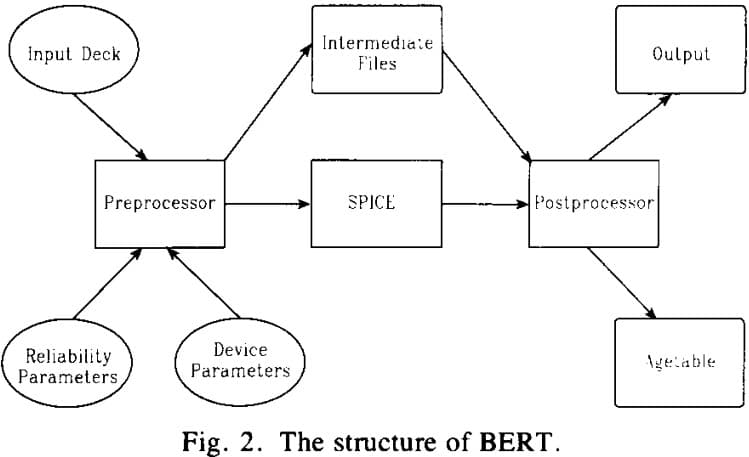 Input Deck
Intermediate
Files
Output
Preprocessor
SPICE
Postprocessor
Reliability
Parameters
Device
Parameters
Agetable
Fig. 2. The structure of BERT.